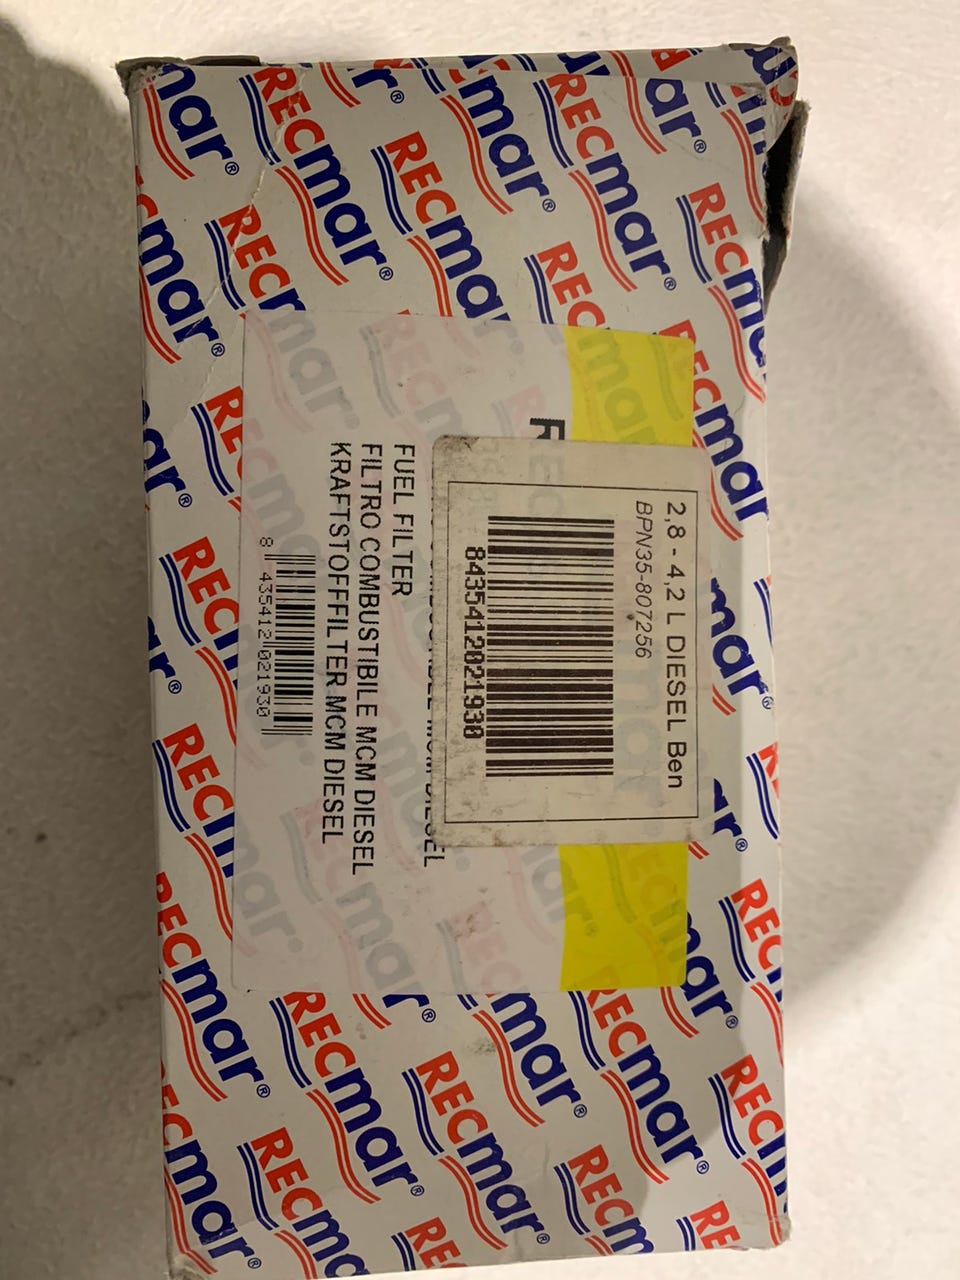 RECmar®
2,8 - 4,2 L DIESEL Ben
BPN35-807256
8435412021930
FUEL FILTER
FILTRO COMBUSTIBILE MCM DIESEL
KRAFTSTOFFFILTER MCM DIESEL
8 435412 021930